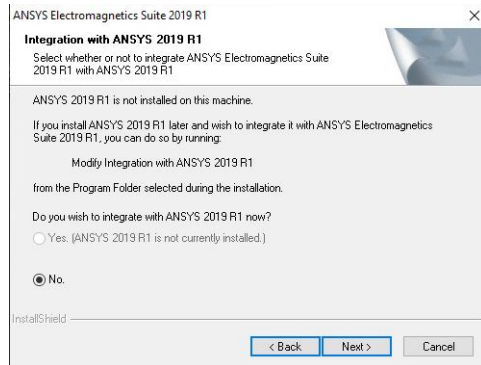 ANSYS Electromagnetics Suite 2019 R1
Integration with ANSYS 2019 R1
Select whether or not to integrate ANSYS Electromagnetics Suite
2019 R1 with ANSYS 2019 R1
ANSYS 2019 R1 is not installed on this machine.
If you install ANSYS 2019 R1 later and wish to integrate it with ANSYS Electromagnetics
Suite 2019 R1, you can do so by running:
Modify Integration with ANSYS 2019 R1
from the Program Folder selected during the installation.
Do you wish to integrate with ANSYS 2019 R1 now?
Yes. (ANSYS 2019 R1 is not currently installed.)
No.
InstallShield
< Back
Next >
Cancel